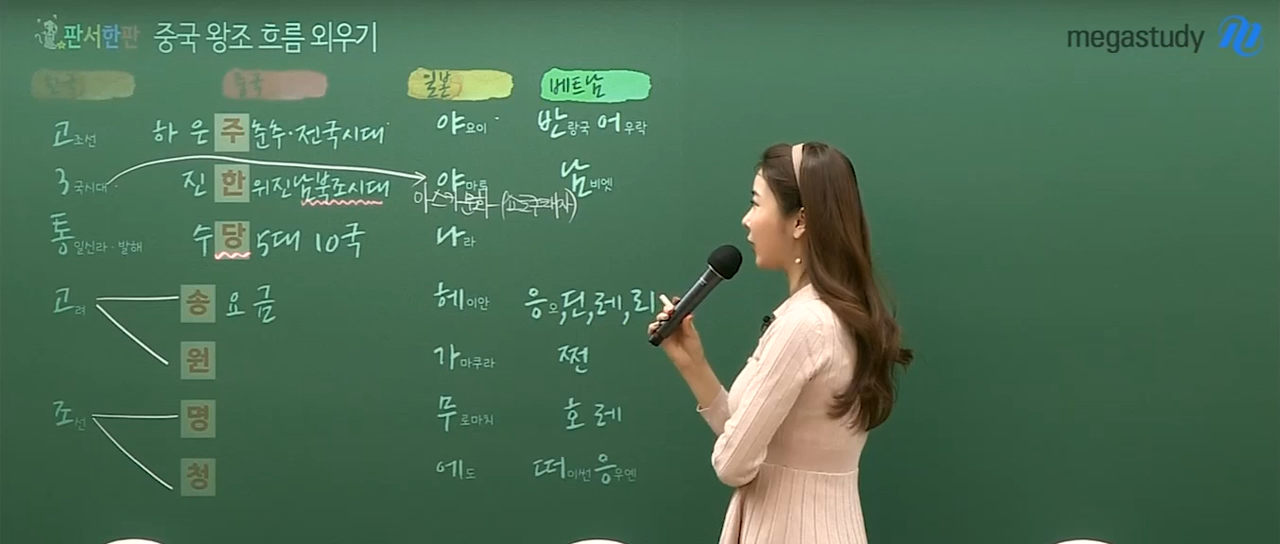 판서한판 중국 왕조 흐름 외우기
megastudy
한국 중국 일본 베트남
고조선 하 은 주 춘추·전국시대 야요이 반랑국 어우락
3국시대 진 한 위진남북조시대 야마토 남비엣
아스카문화-(쇼토쿠태자)
통일신라·발해 수 당 5대 10국 나라
고려 송 요 금 헤이안 응오,딘,레,리
원 가마쿠라 쩐
조선 명 무로마치 호 레
청 에도 떠이썬 응우옌